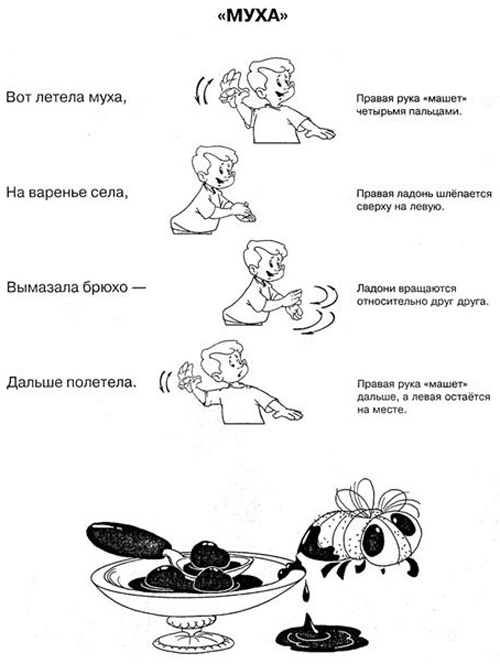 «МУХА»
Вот летела муха,
Правая рука «машет»
четырьмя пальцами.
На варенье села,
Правая ладонь шлёпается
сверху на левую.
Вымазала брюхо —
Ладони вращаются
относительно друг друга.
Дальше полетела.
Правая рука «машет»
дальше, а левая остаётся
на месте.